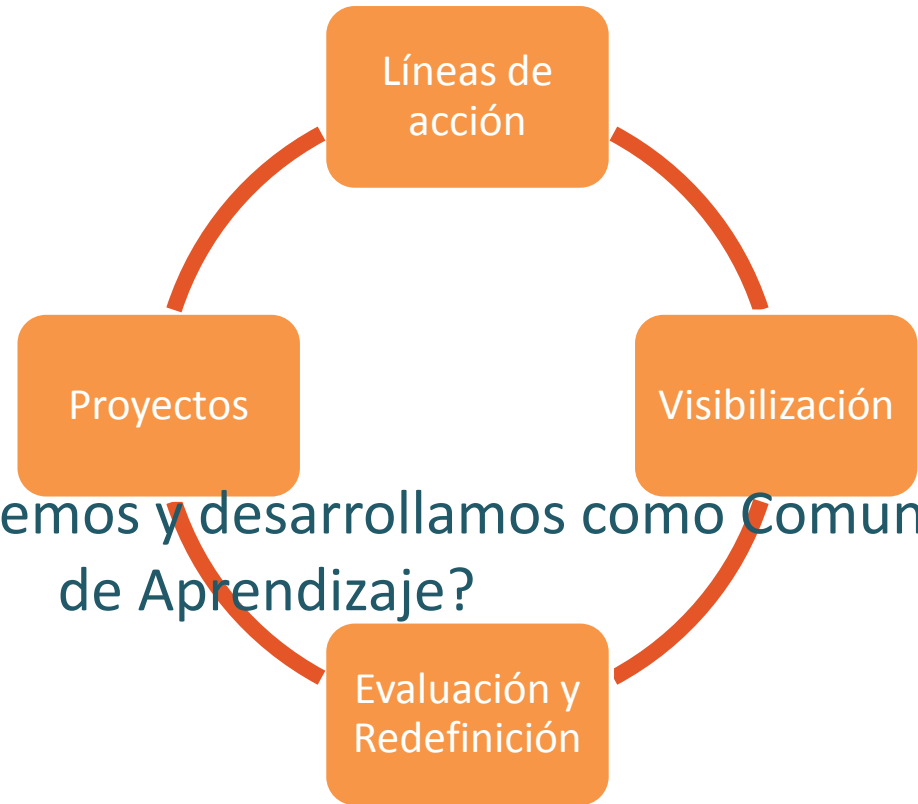 Líneas de
acción
Proyectos
Visibilización
emos y desarrollamos como Comun
de Aprendizaje?
Evaluación y
Redefinición